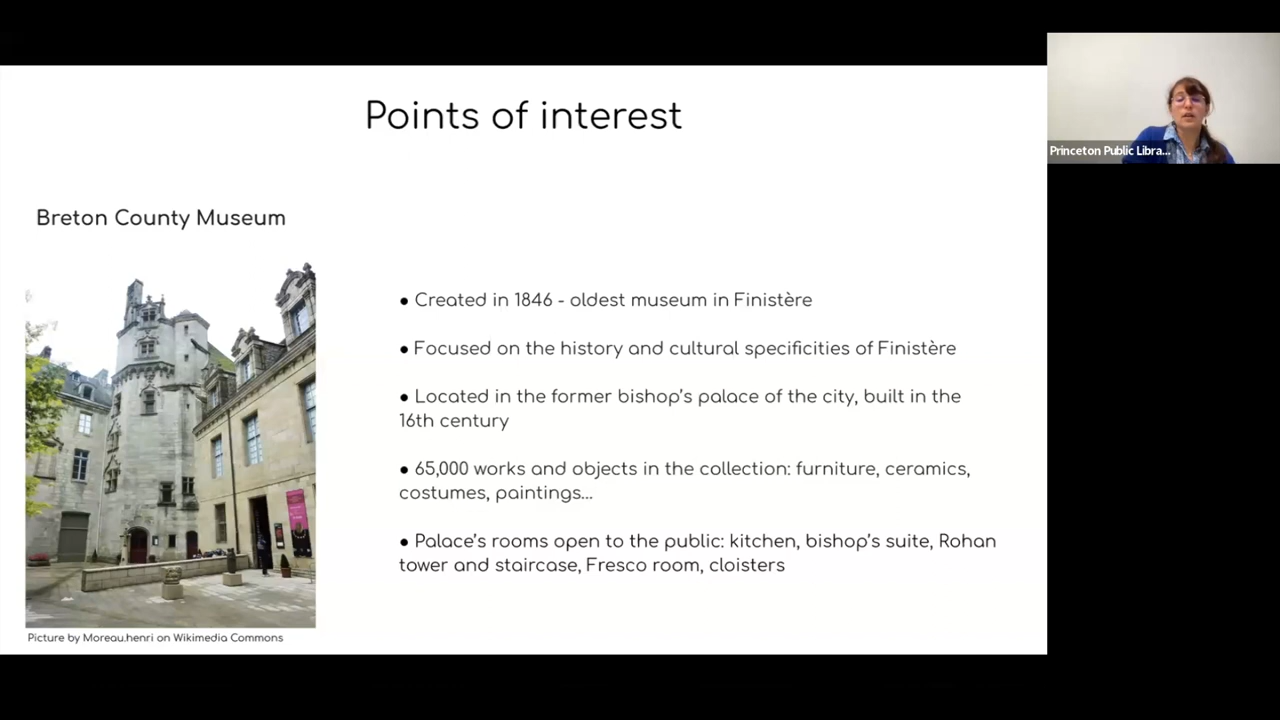 Points of interest
Breton County Museum
● Created in 1846 - oldest museum in Finistère
● Focused on the history and cultural specificities of Finistère
● Located in the former bishop's palace of the city, built in the
16th century
● 65,000 works and objects in the collection: furniture, ceramics,
costumes, paintings...
● Palace's rooms open to the public: kitchen, bishop's suite, Rohan
tower and staircase, Fresco room, cloisters
Picture by Moreau.henri on Wikimedia Commons
Princeton Public Libra...